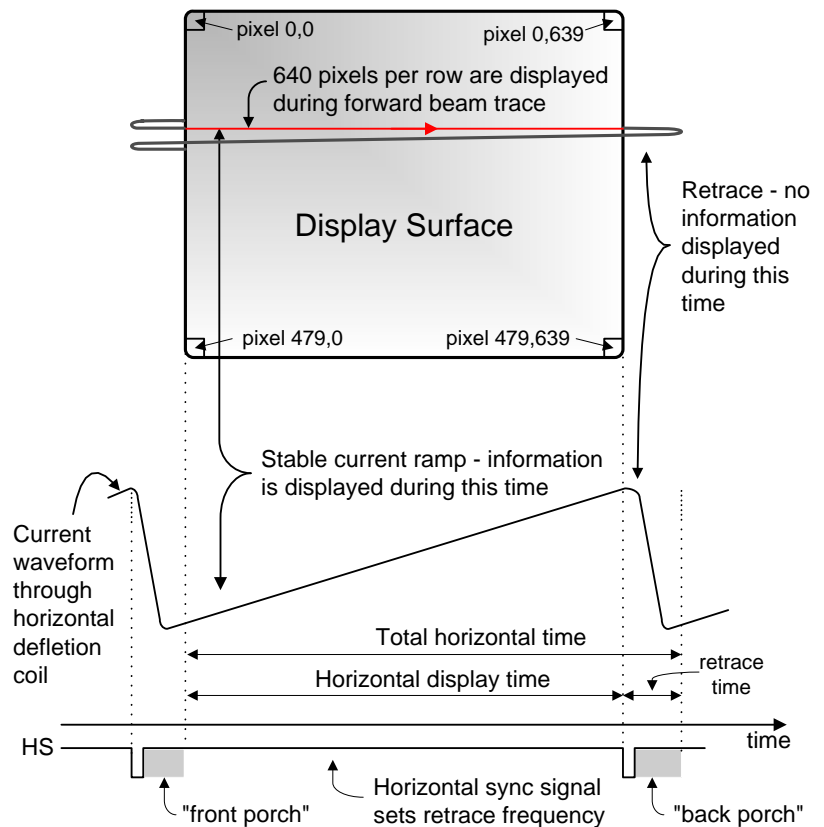 pixel 0,0
pixel 0,639
640 pixels per row are displayed
during forward beam trace
Retrace - no
information
displayed
during this
time
Display Surface
pixel 479,0
pixel 479,639
Stable current ramp - information
is displayed during this time
Current
waveform
through
horizontal
defletion
coil
Total horizontal time
Horizontal display time
retrace
time
time
HS
"front porch"
Horizontal sync signal
sets retrace frequency
"back porch"